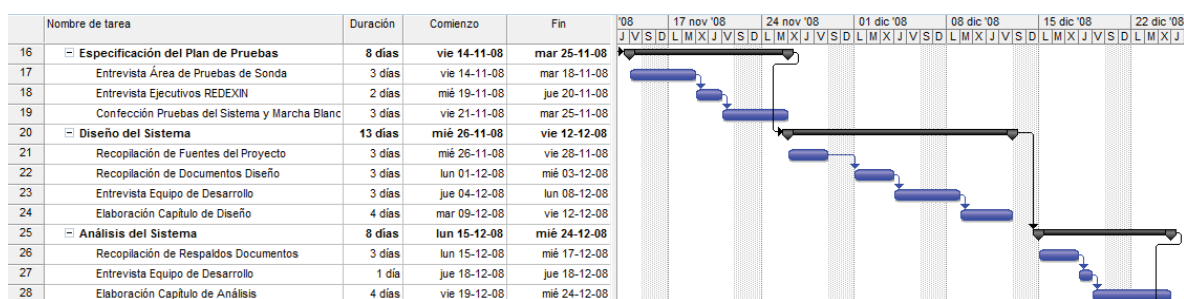 Nombre de tarea Duración Comienzo Fin '08 17 nov '08 24 nov '08 01 dic '08 08 dic '08 15 dic '08 22 dic '08
J V S D L M X J V S D L M X J V S D L M X J V S D L M X J V S D L M X J V S D L M X J
16 Especificación del Plan de Pruebas 8 días vie 14-11-08 mar 25-11-08
17 Entrevista Área de Pruebas de Sonda 3 días vie 14-11-08 mar 18-11-08
18 Entrevista Ejecutivos REDEXIN 2 días mié 19-11-08 jue 20-11-08
19 Confección Pruebas del Sistema y Marcha Blanc 3 días vie 21-11-08 mar 25-11-08
20 Diseño del Sistema 13 días mié 26-11-08 vie 12-12-08
21 Recopilación de Fuentes del Proyecto 3 días mié 26-11-08 vie 28-11-08
22 Recopilación de Documentos Diseño 3 días lun 01-12-08 mié 03-12-08
23 Entrevista Equipo de Desarrollo 3 días jue 04-12-08 lun 08-12-08
24 Elaboración Capítulo de Diseño 4 días mar 09-12-08 vie 12-12-08
25 Análisis del Sistema 8 días lun 15-12-08 mié 24-12-08
26 Recopilación de Respaldos Documentos 3 días lun 15-12-08 mié 17-12-08
27 Entrevista Equipo de Desarrollo 1 día jue 18-12-08 jue 18-12-08
28 Elaboración Capítulo de Análisis 4 días vie 19-12-08 mié 24-12-08